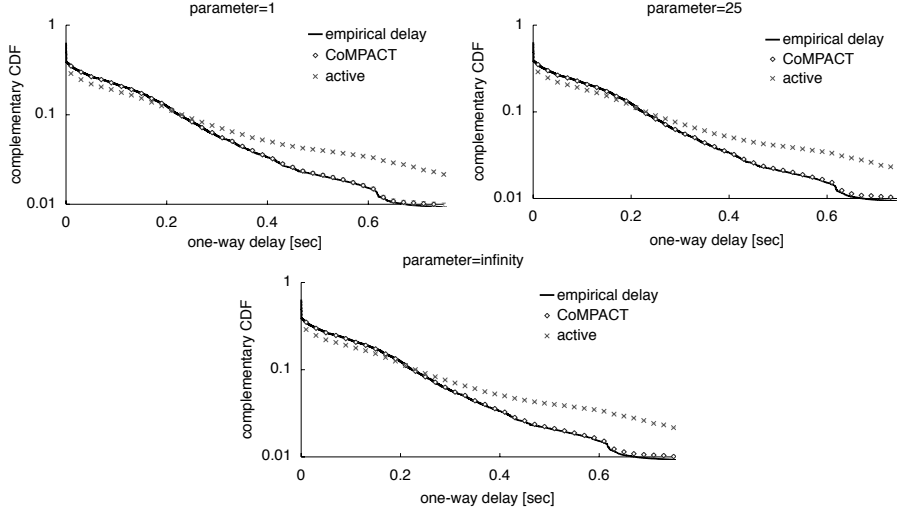 parameter=1
1
0.1
0.01
complementary CDF
empirical delay
CoMPACT
active
0
0.2
0.4
0.6
one-way delay [sec]
parameter=25
1
0.1
0.01
complementary CDF
empirical delay
CoMPACT
active
0
0.2
0.4
0.6
one-way delay [sec]
parameter=infinity
1
0.1
0.01
complementary CDF
empirical delay
CoMPACT
active
0
0.2
0.4
0.6
one-way delay [sec]